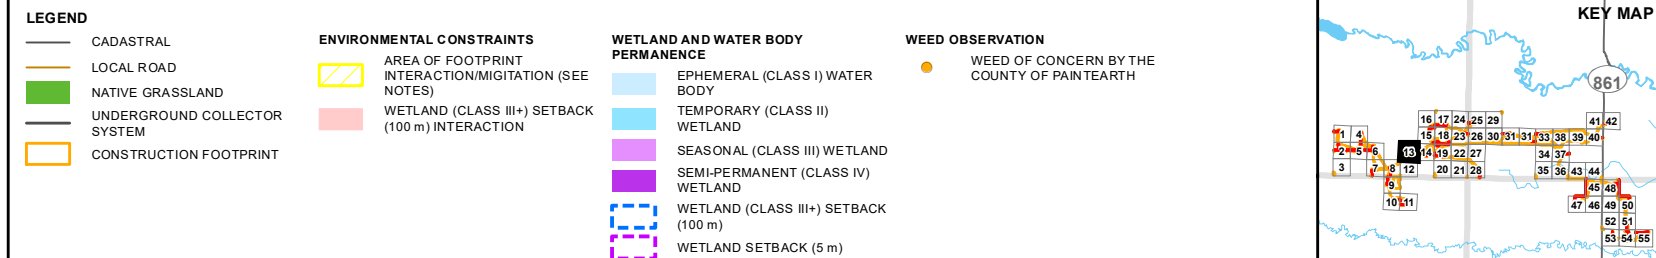 LEGEND
CADASTRAL
LOCAL ROAD
NATIVE GRASSLAND
UNDERGROUND COLLECTOR
SYSTEM
CONSTRUCTION FOOTPRINT
ENVIRONMENTAL CONSTRAINTS
AREA OF FOOTPRINT
INTERACTION/MIGITATION (SEE
NOTES)
WETLAND (CLASS III+) SETBACK
(100 m) INTERACTION
WETLAND AND WATER BODY
PERMANENCE
EPHEMERAL (CLASS I) WATER
BODY
TEMPORARY (CLASS II)
WETLAND
SEASONAL (CLASS III) WETLAND
SEMI-PERMANENT (CLASS IV)
WETLAND
WETLAND (CLASS III+) SETBACK
(100 m)
WETLAND SETBACK (5 m)
WEED OBSERVATION
WEED OF CONCERN BY THE
COUNTY OF PAINTEARTH
KEY MAP
861
16 17 24 25 29 41 42
1 4 15 18 23 26 30 31 31 33 38 39 40
2 5 6 13 14 19 22 27 34 37
3 7 8 12 20 21 28 35 36 43 44
9 45 48
10 11 47 46 49 50
52 51
53 54 55